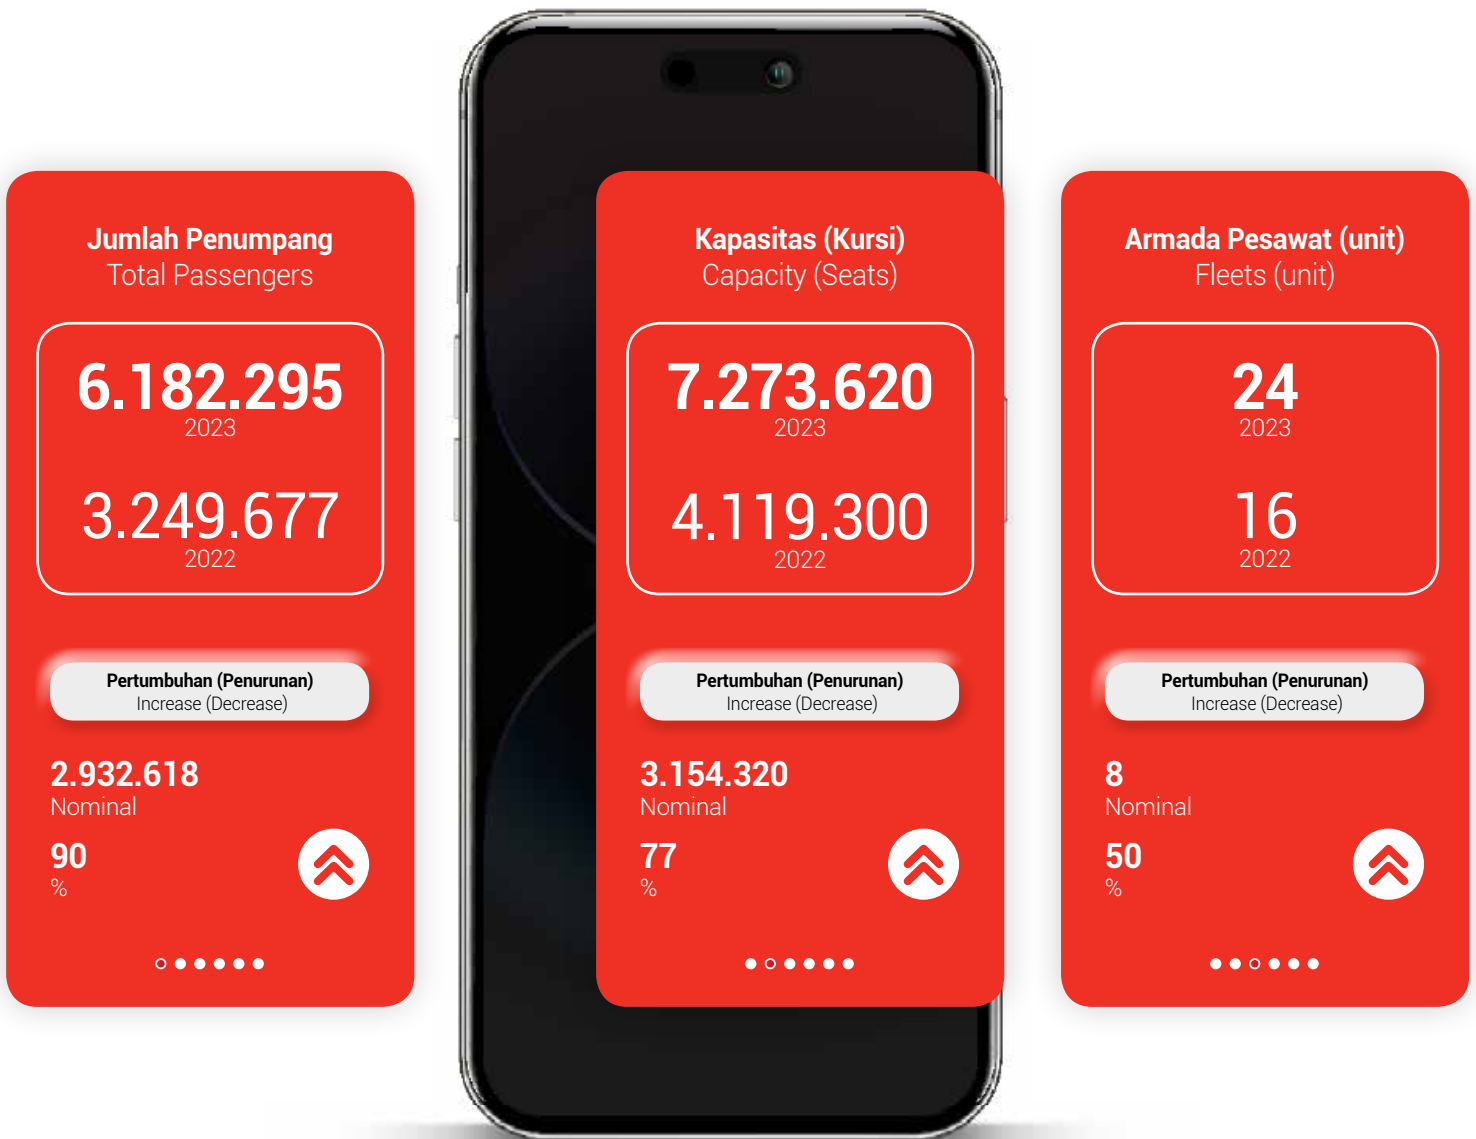 Jumlah Penumpang
Total Passengers
6.182.295
2023
3.249.677
2022
Pertumbuhan (Penurunan)
Increase (Decrease)
2.932.618
Nominal
90
%
Kapasitas (Kursi)
Capacity (Seats)
7.273.620
2023
4.119.300
2022
Pertumbuhan (Penurunan)
Increase (Decrease)
3.154.320
Nominal
77
%
Armada Pesawat (unit)
Fleets (unit)
24
2023
16
2022
Pertumbuhan (Penurunan)
Increase (Decrease)
8
Nominal
50
%